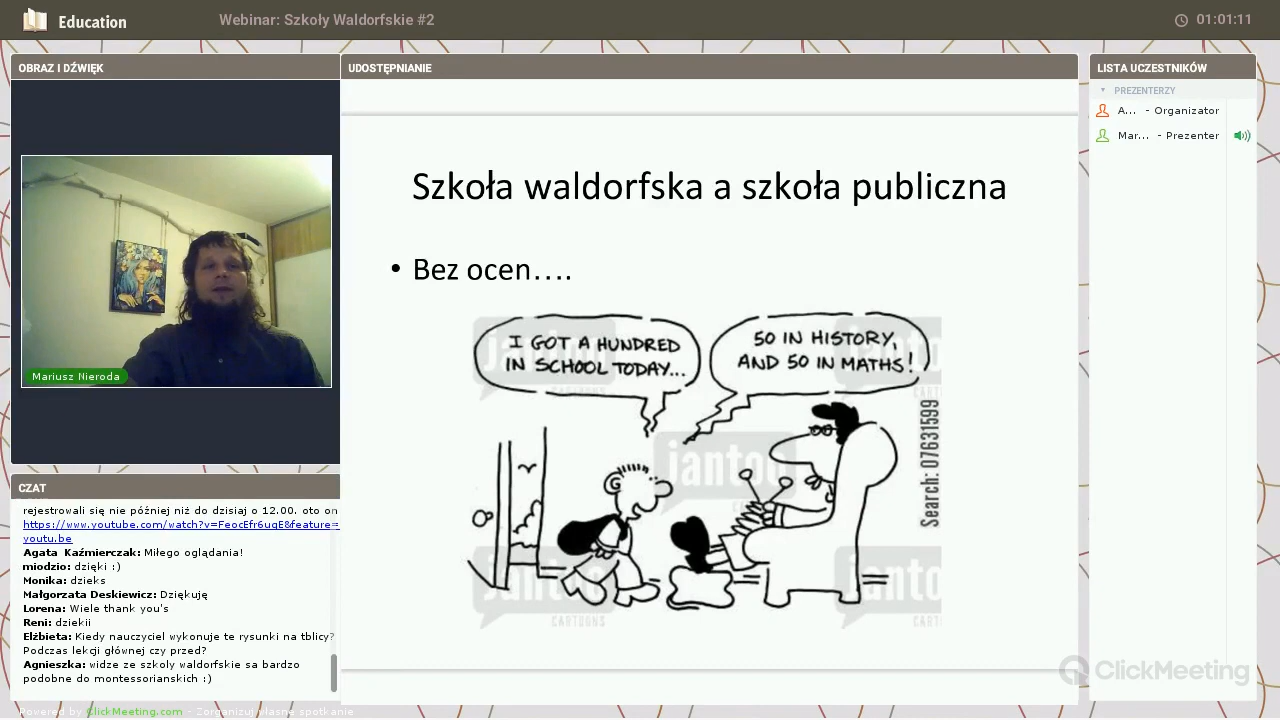 Education
Webinar: Szkoły Waldorfskie #2
01:01:11
OBRAZ I DŹWIĘK
Mariusz Nieroda
CZAT
rejestrowali się nie później niż do dzisiaj o 12.00. oto on
https://www.youtube.com/watch?v=FeocEfr6uqE&feature=
youtu.be
Agata Kaźmierczak: Miłego oglądania!
miodzio: dzięki :)
Monika: dzieks
Małgorzata Deskiewicz: Dziękuję
Lorena: Wiele thank you's
Reni: dziekii
Elżbieta: Kiedy nauczyciel wykonuje te rysunki na tblicy?
Podczas lekcji głównej czy przed?
Agnieszka: widze ze szkoly waldorfskie sa bardzo
podobne do montessorianskich :)
Powered by ClickMeeting.com - Zorganizuj własne spotkanie
UDOSTĘPNIANIE
Szkoła waldorfska a szkoła publiczna
• Bez ocen....
I GOT A HUNDRED
IN SCHOOL TODAY...
50 IN HISTORY,
AND 50 IN MATHS!
Search: 07631599
jantoo
CARTOONS
LISTA UCZESTNIKÓW
PREZENTERZY
A... - Organizator
Mar... - Prezenter
ClickMeeting